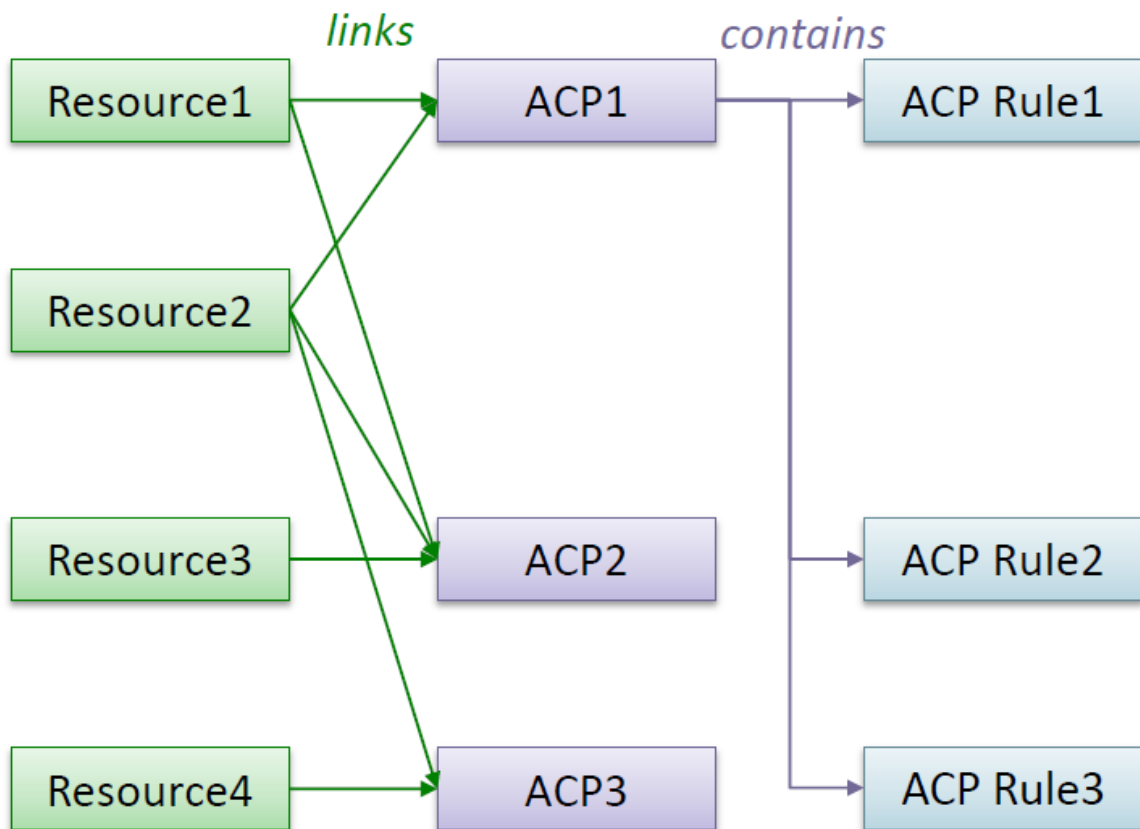 links
contains
Resource1
ACP1
ACP Rule1
Resource2
Resource3
ACP2
ACP Rule2
Resource4
ACP3
ACP Rule3